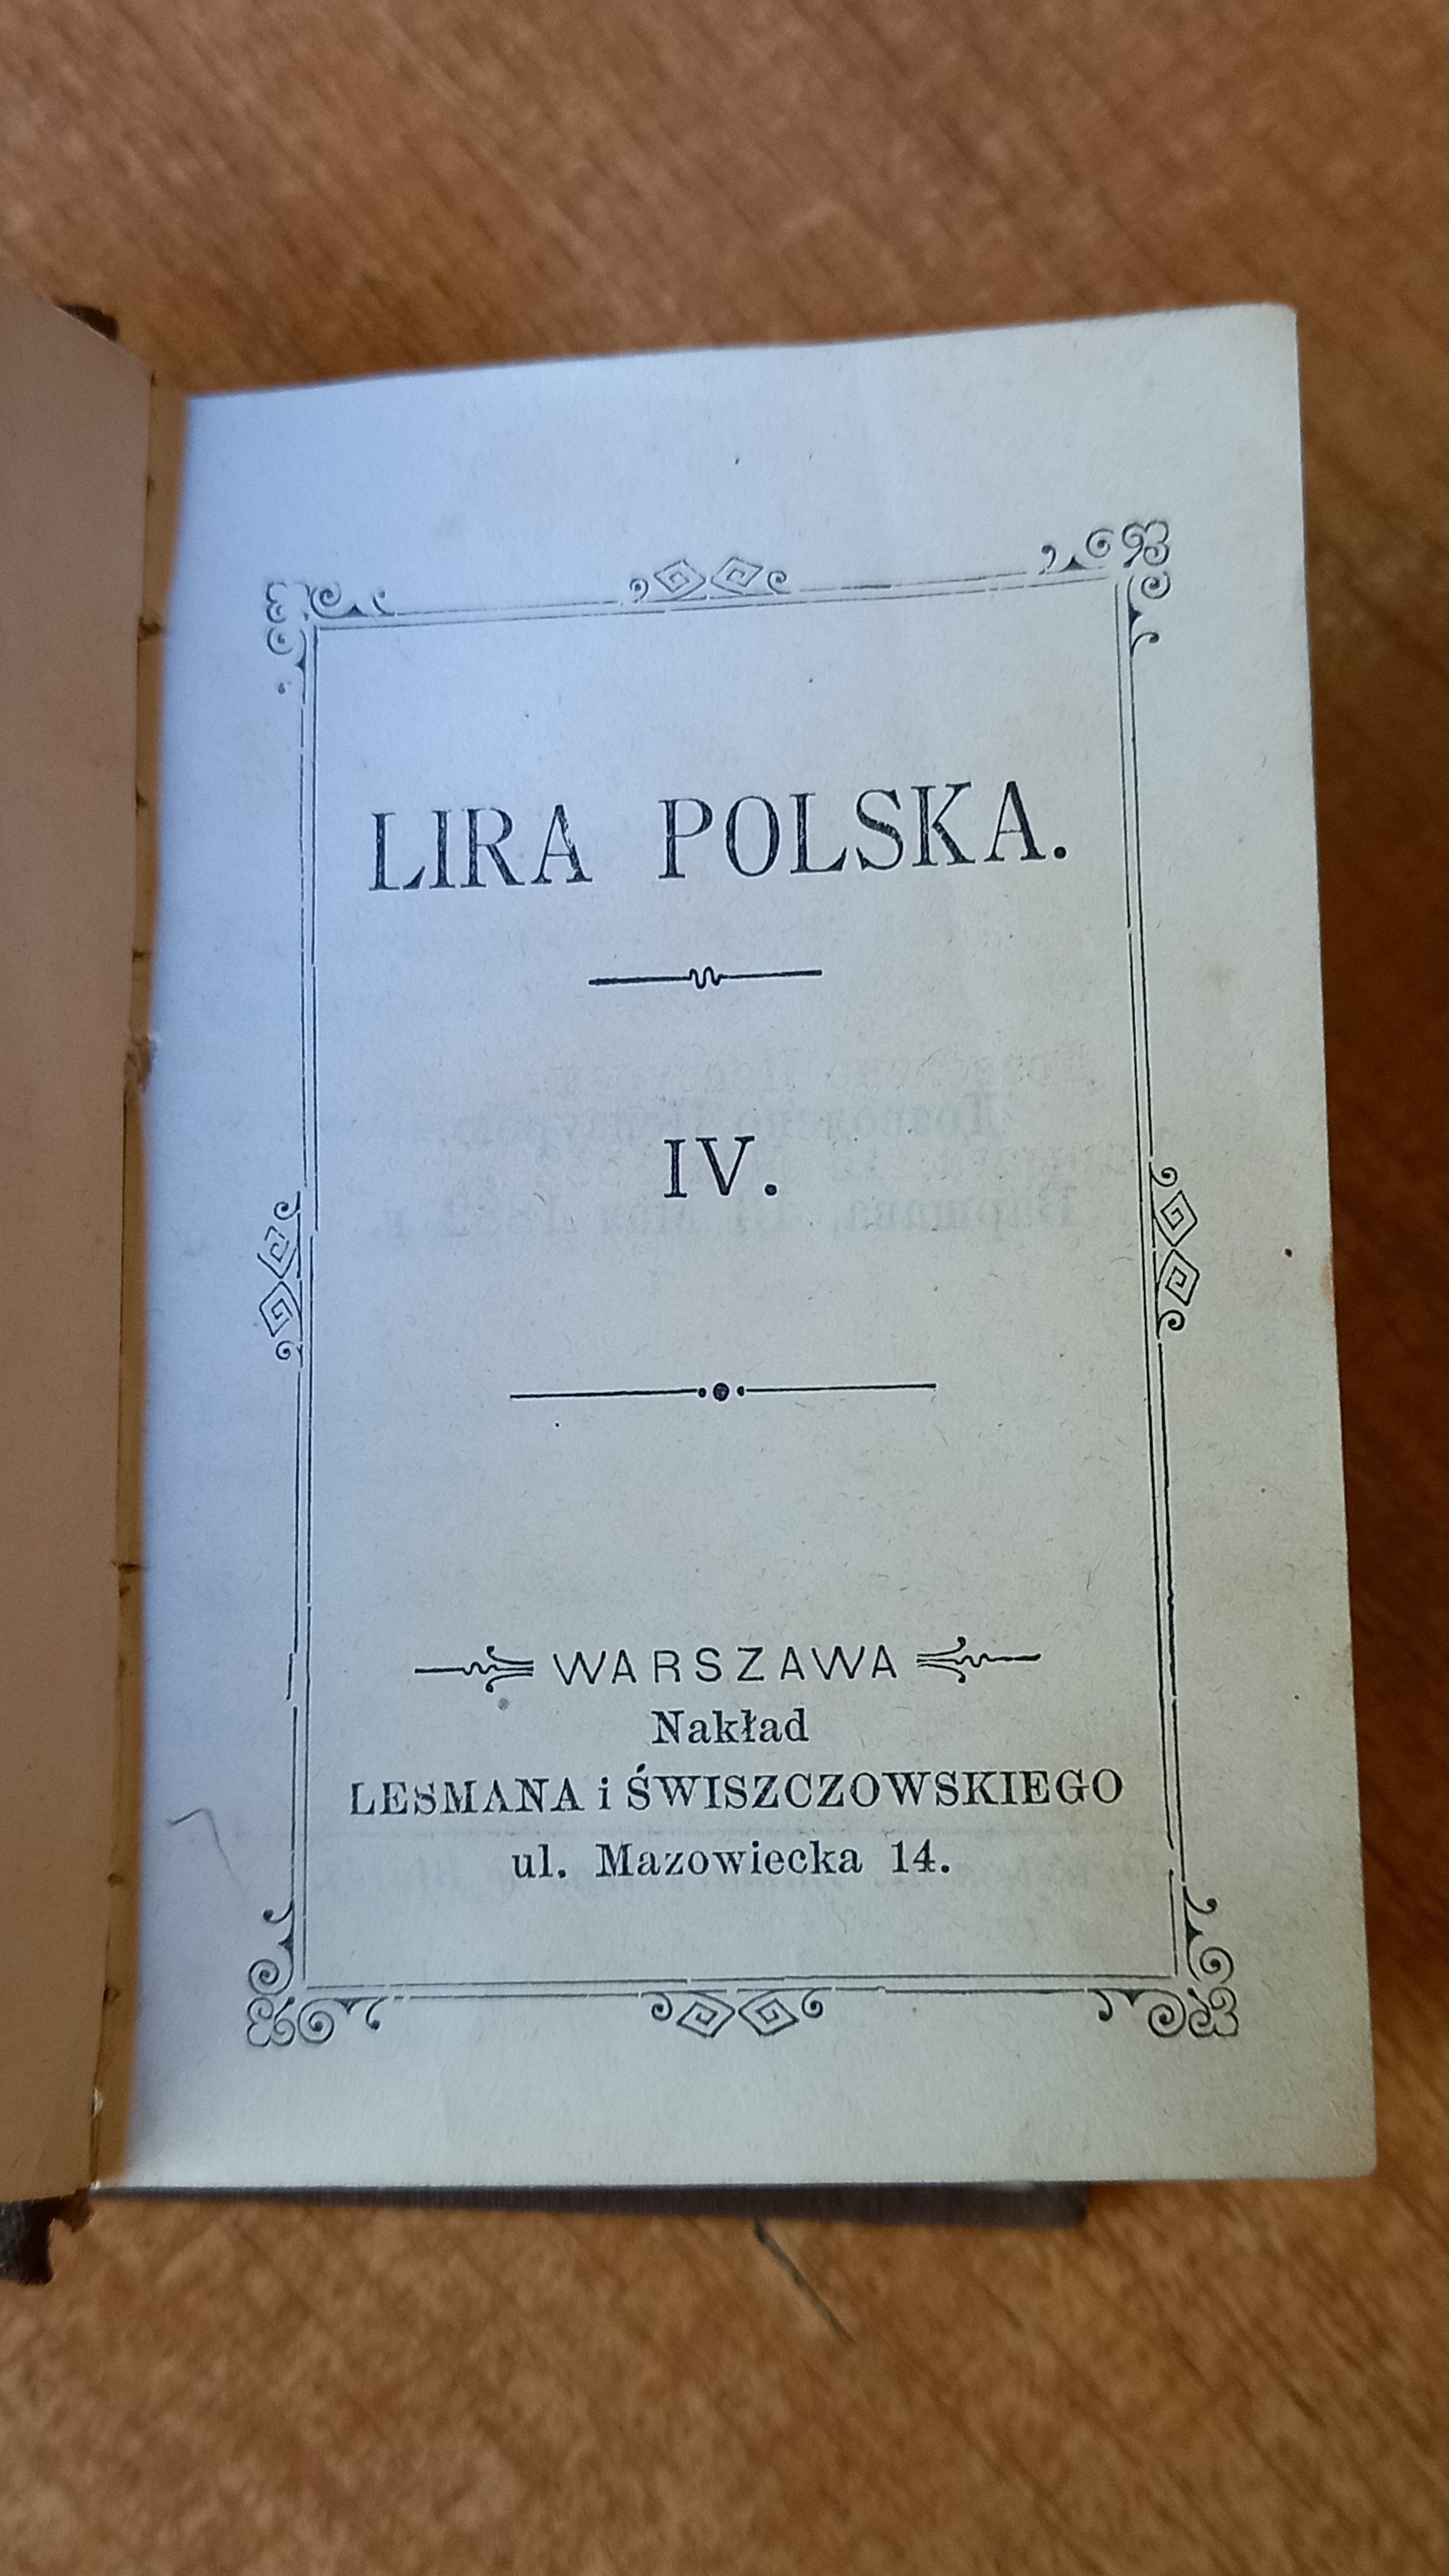 LIRA POLSKA.
IV.
WARSZAWA
Nakład
LESMANA i ŚWISZCZOWSKIEGO
ul. Mazowiecka 14.